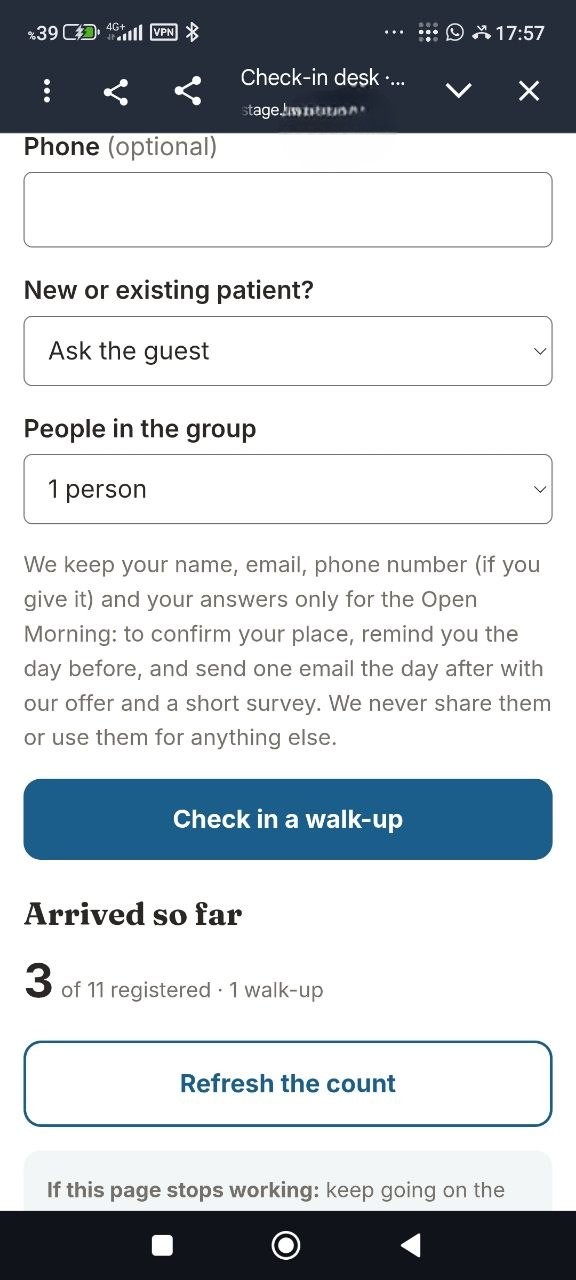 %39 4G+ VPN 17:57
Check-in desk ·...
stage.
Phone (optional)
New or existing patient?
Ask the guest
People in the group
1 person
We keep your name, email, phone number (if you
give it) and your answers only for the Open
Morning: to confirm your place, remind you the
day before, and send one email the day after with
our offer and a short survey. We never share them
or use them for anything else.
Check in a walk-up
Arrived so far
3 of 11 registered · 1 walk-up
Refresh the count
If this page stops working: keep going on the